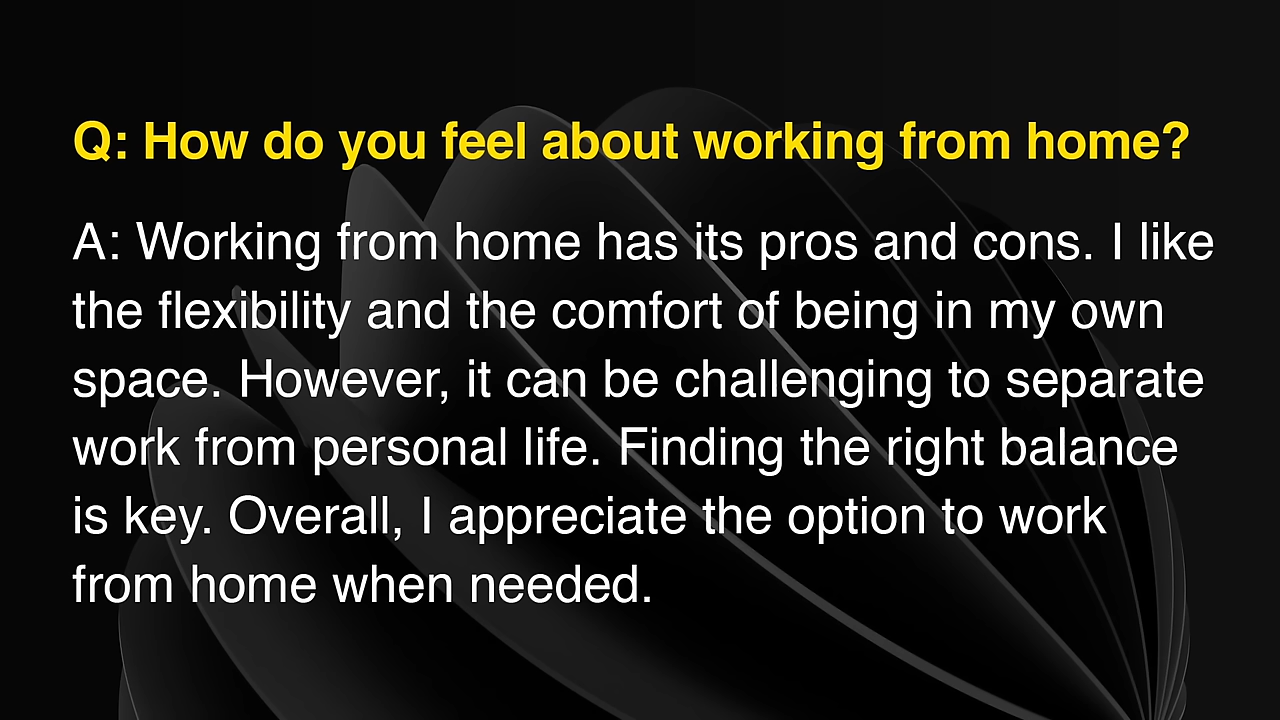 Q: How do you feel about working from home?
A: Working from home has its pros and cons. I like
the flexibility and the comfort of being in my own
space. However, it can be challenging to separate
work from personal life. Finding the right balance
is key. Overall, I appreciate the option to work
from home when needed.